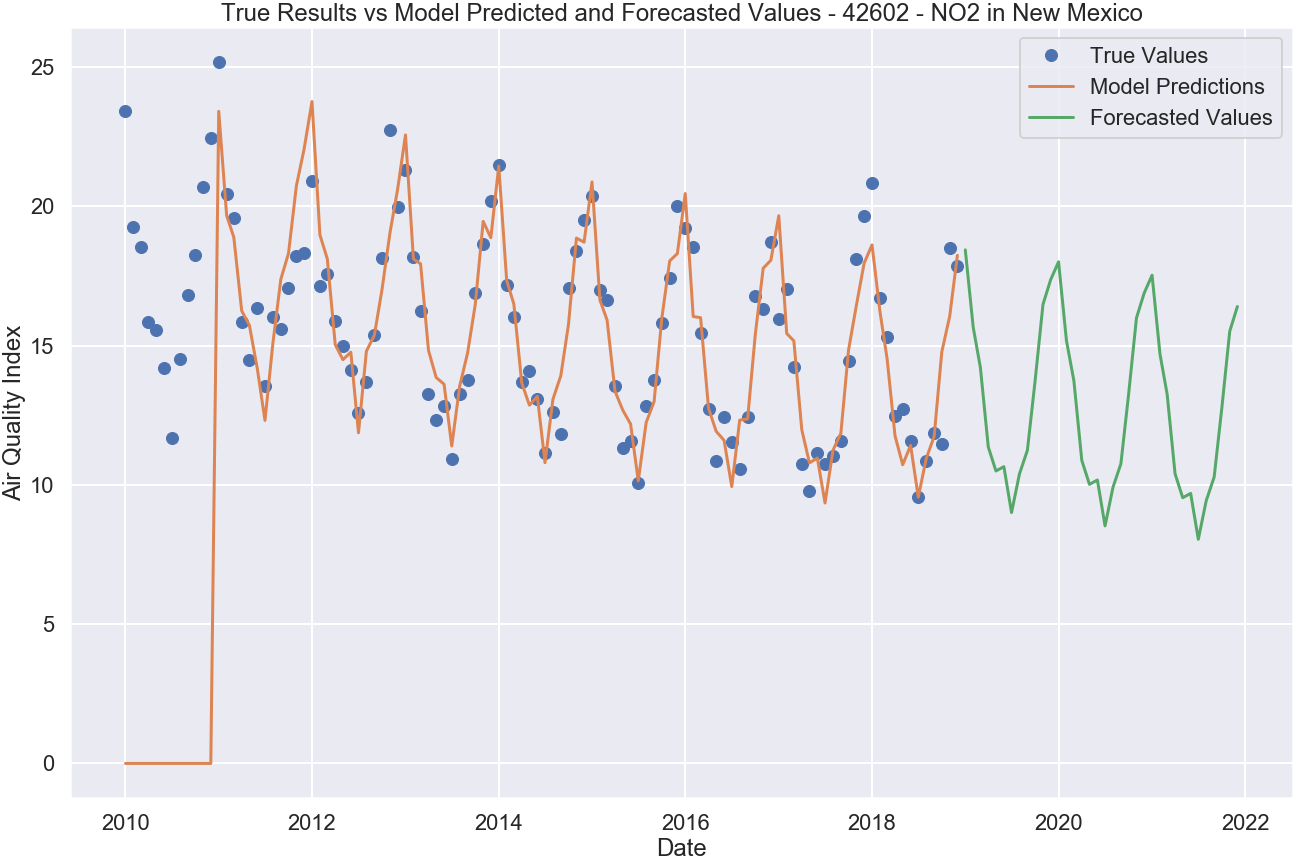 True Results vs Model Predicted and Forecasted Values - 42602 - NO2 in New Mexico
True Values
Model Predictions
Forecasted Values
Air Quality Index
25
20
15
10
5
0
2010 2012 2014 2016 2018 2020 2022
Date